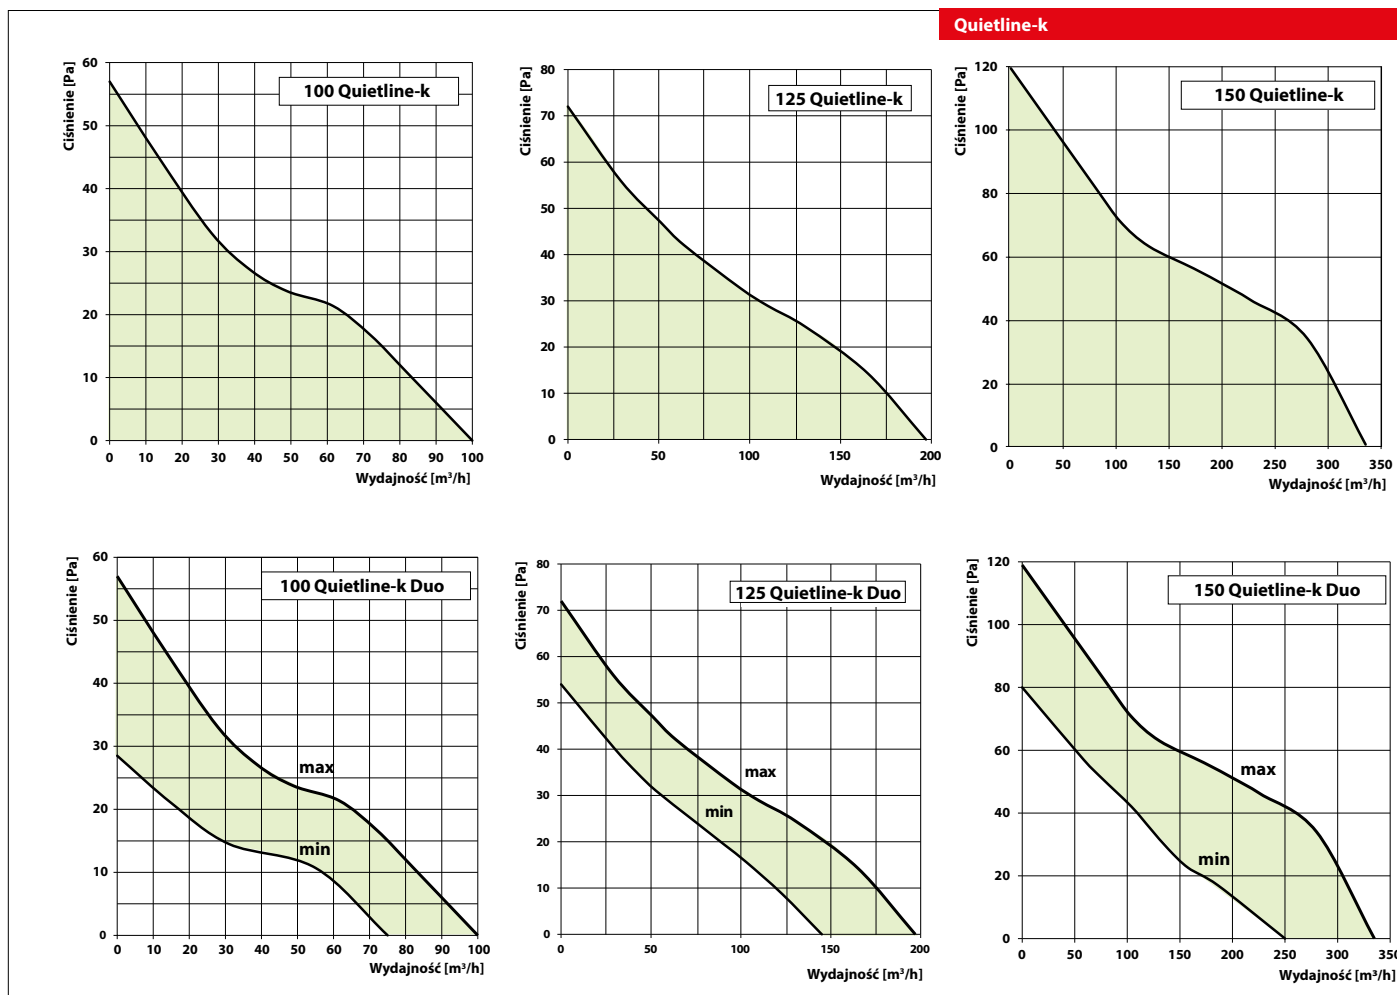 Quietline-k
Ciśnienie [Pa]
100 Quietline-k
60
50
40
30
20
10
0
0 10 20 30 40 50 60 70 80 90 100
Wydajność [m³/h]
Ciśnienie [Pa]
125 Quietline-k
80
70
60
50
40
30
20
10
0
0 50 100 150 200
Wydajność [m³/h]
Ciśnienie [Pa]
150 Quietline-k
120
100
80
60
40
20
0
0 50 100 150 200 250 300 350
Wydajność [m³/h]
Ciśnienie [Pa]
100 Quietline-k Duo
60
50
40
30
20
10
0
max
min
0 10 20 30 40 50 60 70 80 90 100
Wydajność [m³/h]
Ciśnienie [Pa]
125 Quietline-k Duo
80
70
60
50
40
30
20
10
0
max
min
0 50 100 150 200
Wydajność [m³/h]
Ciśnienie [Pa]
150 Quietline-k Duo
120
100
80
60
40
20
0
max
min
0 50 100 150 200 250 300 350
Wydajność [m³/h]